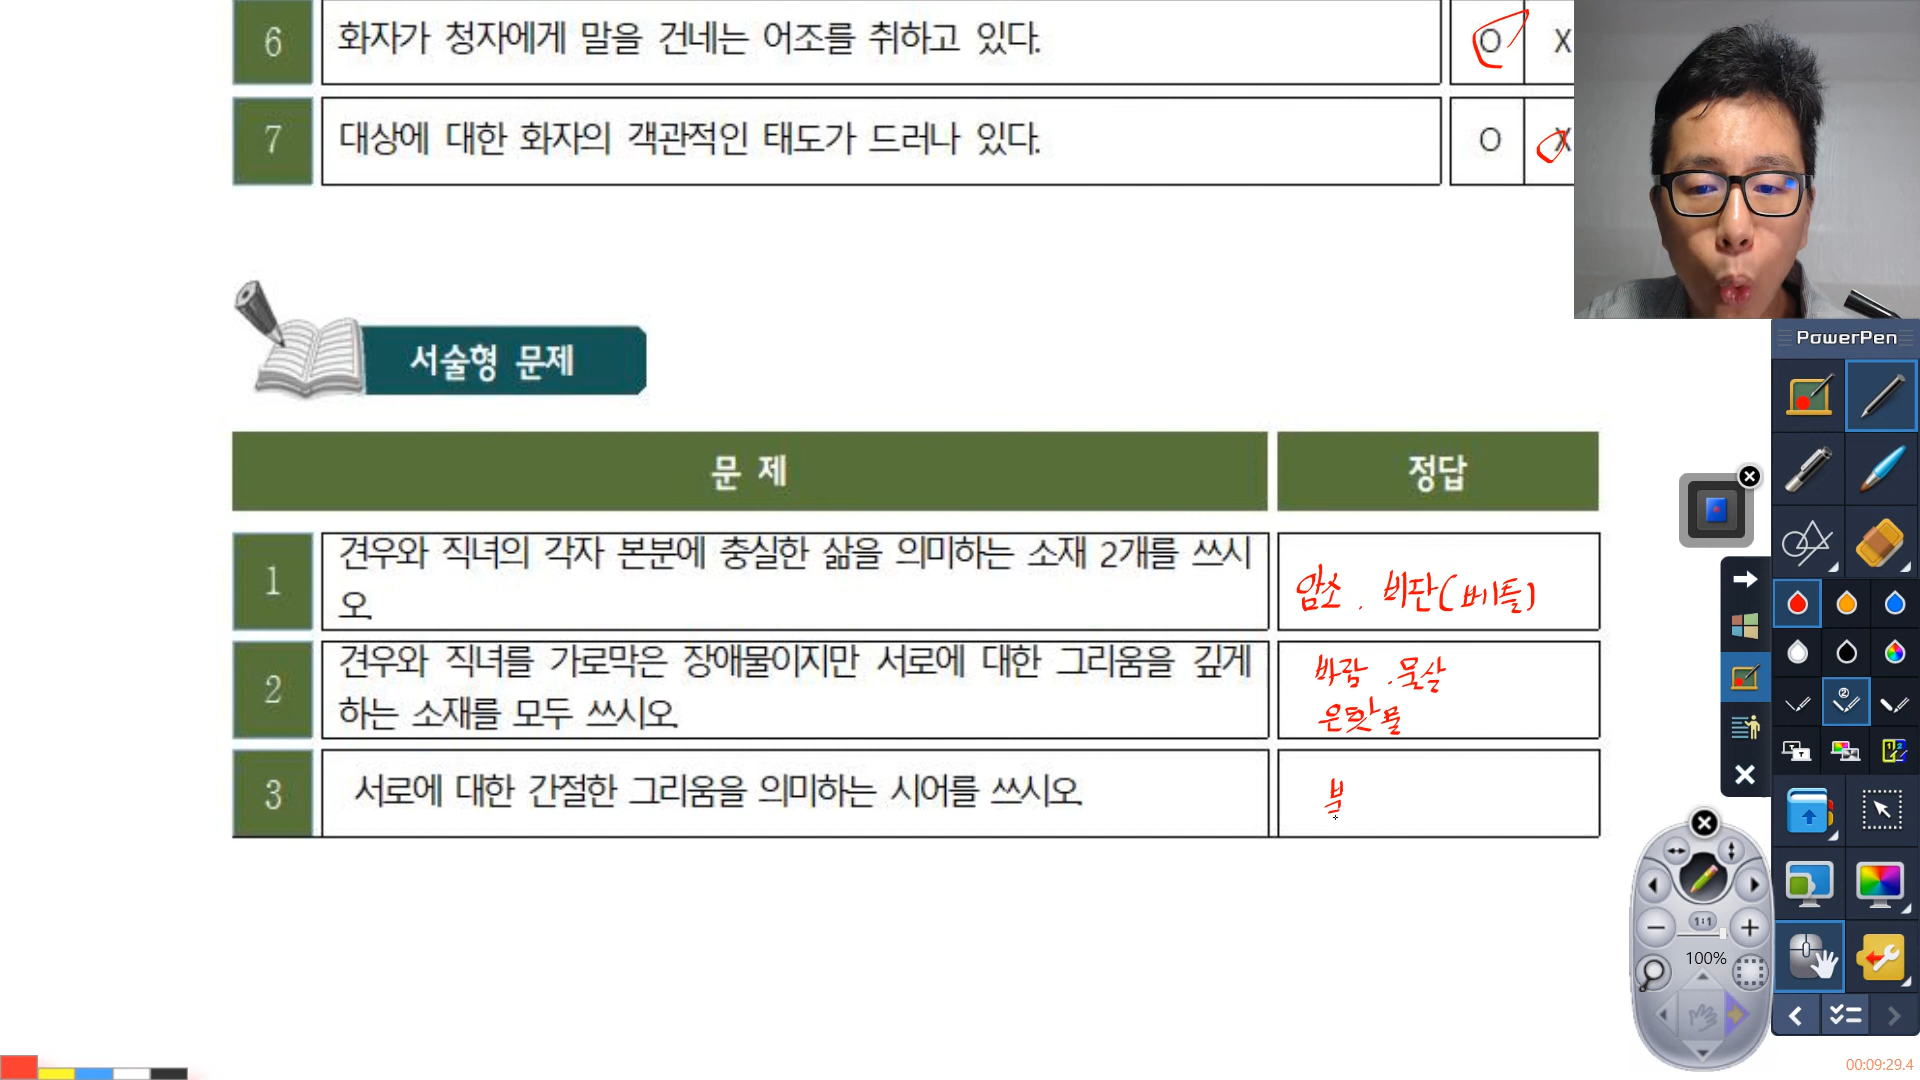 6 화자가 청자에게 말을 건네는 어조를 취하고 있다. O X
7 대상에 대한 화자의 객관적인 태도가 드러나 있다. O X
서술형 문제
문 제 정답
1 견우와 직녀의 각자 본분에 충실한 삶을 의미하는 소재 2개를 쓰시
오.
암소. 비단(베틀)
2 견우와 직녀를 가로막은 장애물이지만 서로에 대한 그리움을 깊게
하는 소재를 모두 쓰시오.
바람.물살
은핫물
3 서로에 대한 간절한 그리움을 의미하는 시어를 쓰시오.
부
PowerPen
②
1:1
100%
00:09:29.4